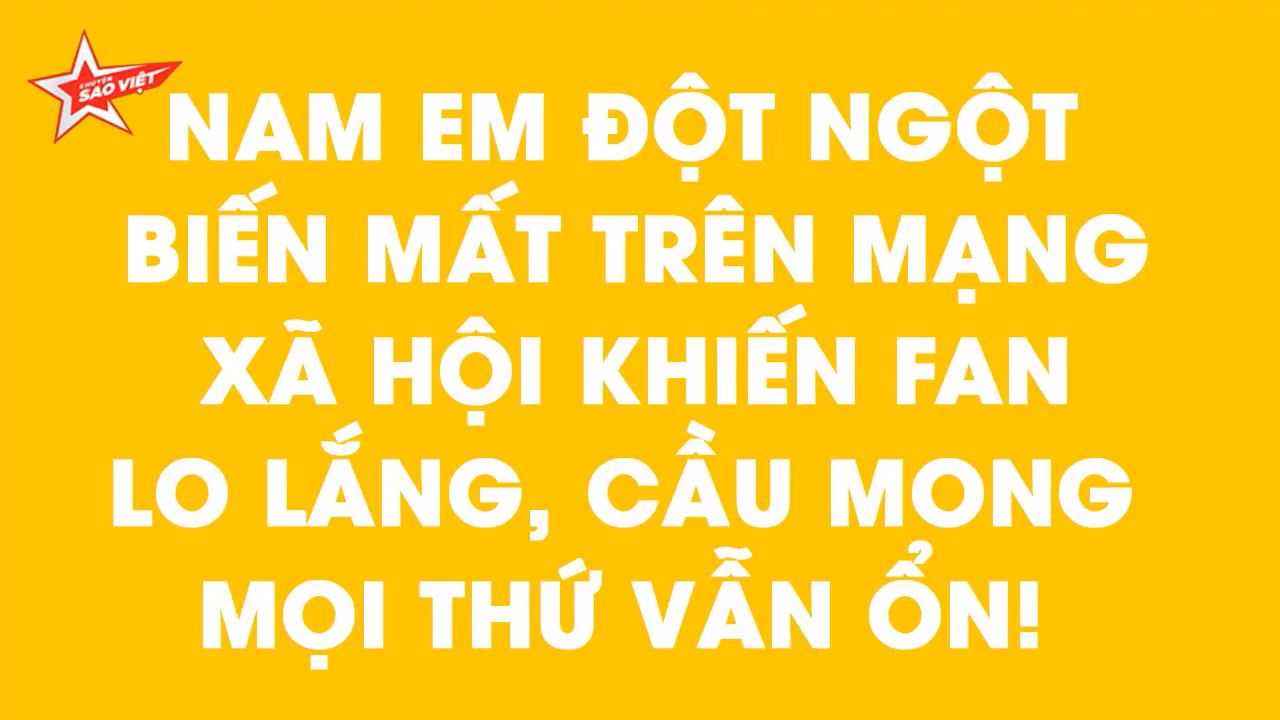 CHUYỆN
SAO VIỆT
NAM EM ĐỘT NGỘT
BIẾN MẤT TRÊN MẠNG
XÃ HỘI KHIẾN FAN
LO LẮNG, CẦU MONG
MỌI THỨ VẪN ỔN!